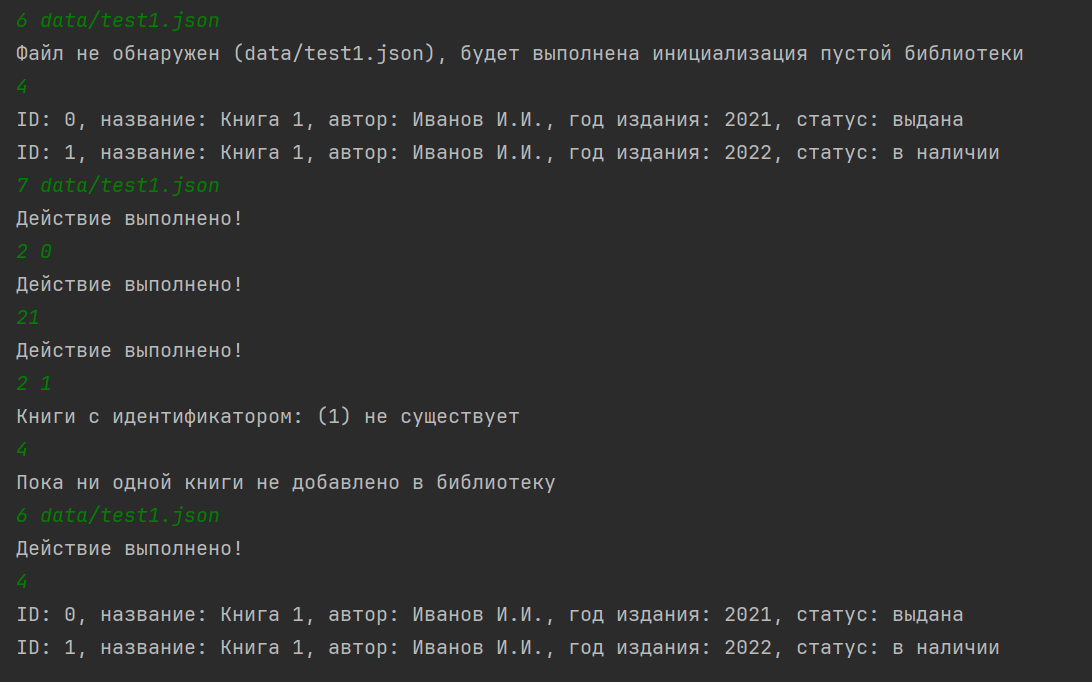 6 data/test1.json
Файл не обнаружен (data/test1.json), будет выполнена инициализация пустой библиотеки
4
ID: 0, название: Книга 1, автор: Иванов И.И., год издания: 2021, статус: выдана
ID: 1, название: Книга 1, автор: Иванов И.И., год издания: 2022, статус: в наличии
7 data/test1.json
Действие выполнено!
2 0
Действие выполнено!
21
Действие выполнено!
2 1
Книги с идентификатором: (1) не существует
4
Пока ни одной книги не добавлено в библиотеку
6 data/test1.json
Действие выполнено!
4
ID: 0, название: Книга 1, автор: Иванов И.И., год издания: 2021, статус: выдана
ID: 1, название: Книга 1, автор: Иванов И.И., год издания: 2022, статус: в наличии